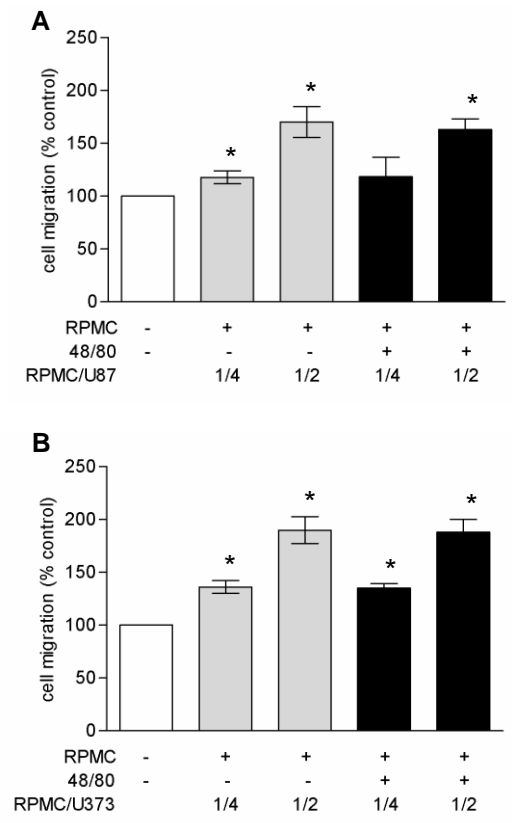 A
250
200
150
100
50
0
cell migration (% control)
* * *
RPMC - + + + +
48/80 - - - + +
RPMC/U87 1/4 1/2 1/4 1/2
B
250
200
150
100
50
0
cell migration (% control)
* * * *
RPMC - + + + +
48/80 - - - + +
RPMC/U373 1/4 1/2 1/4 1/2